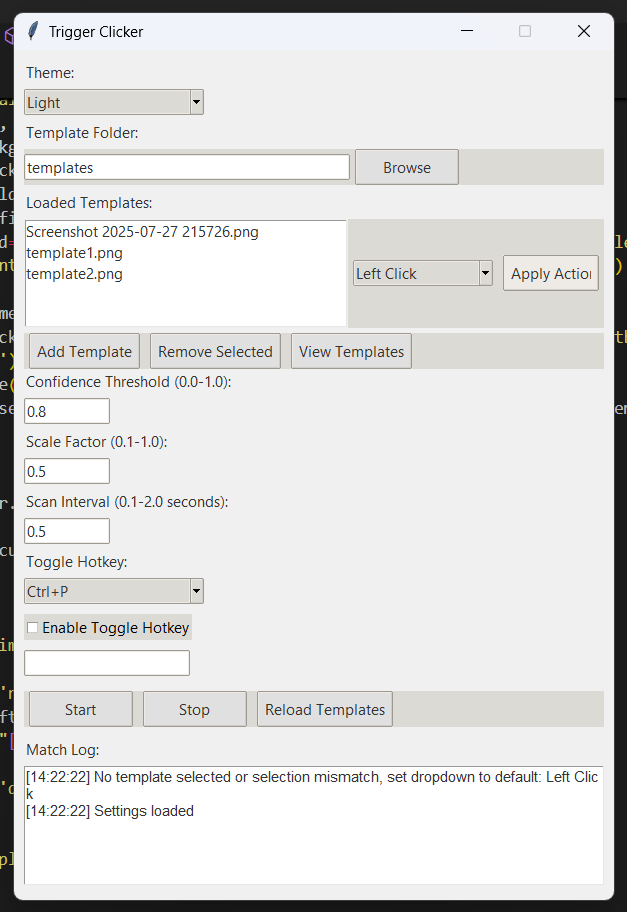 Trigger Clicker
Theme:
Light
Template Folder:
templates
Browse
Loaded Templates:
Screenshot 2025-07-27 215726.png
template1.png
template2.png
Left Click
Apply Action
Add Template
Remove Selected
View Templates
Confidence Threshold (0.0-1.0):
0.8
Scale Factor (0.1-1.0):
0.5
Scan Interval (0.1-2.0 seconds):
0.5
Toggle Hotkey:
Ctrl+P
Enable Toggle Hotkey
Start
Stop
Reload Templates
Match Log:
[14:22:22] No template selected or selection mismatch, set dropdown to default: Left Clic
k
[14:22:22] Settings loaded